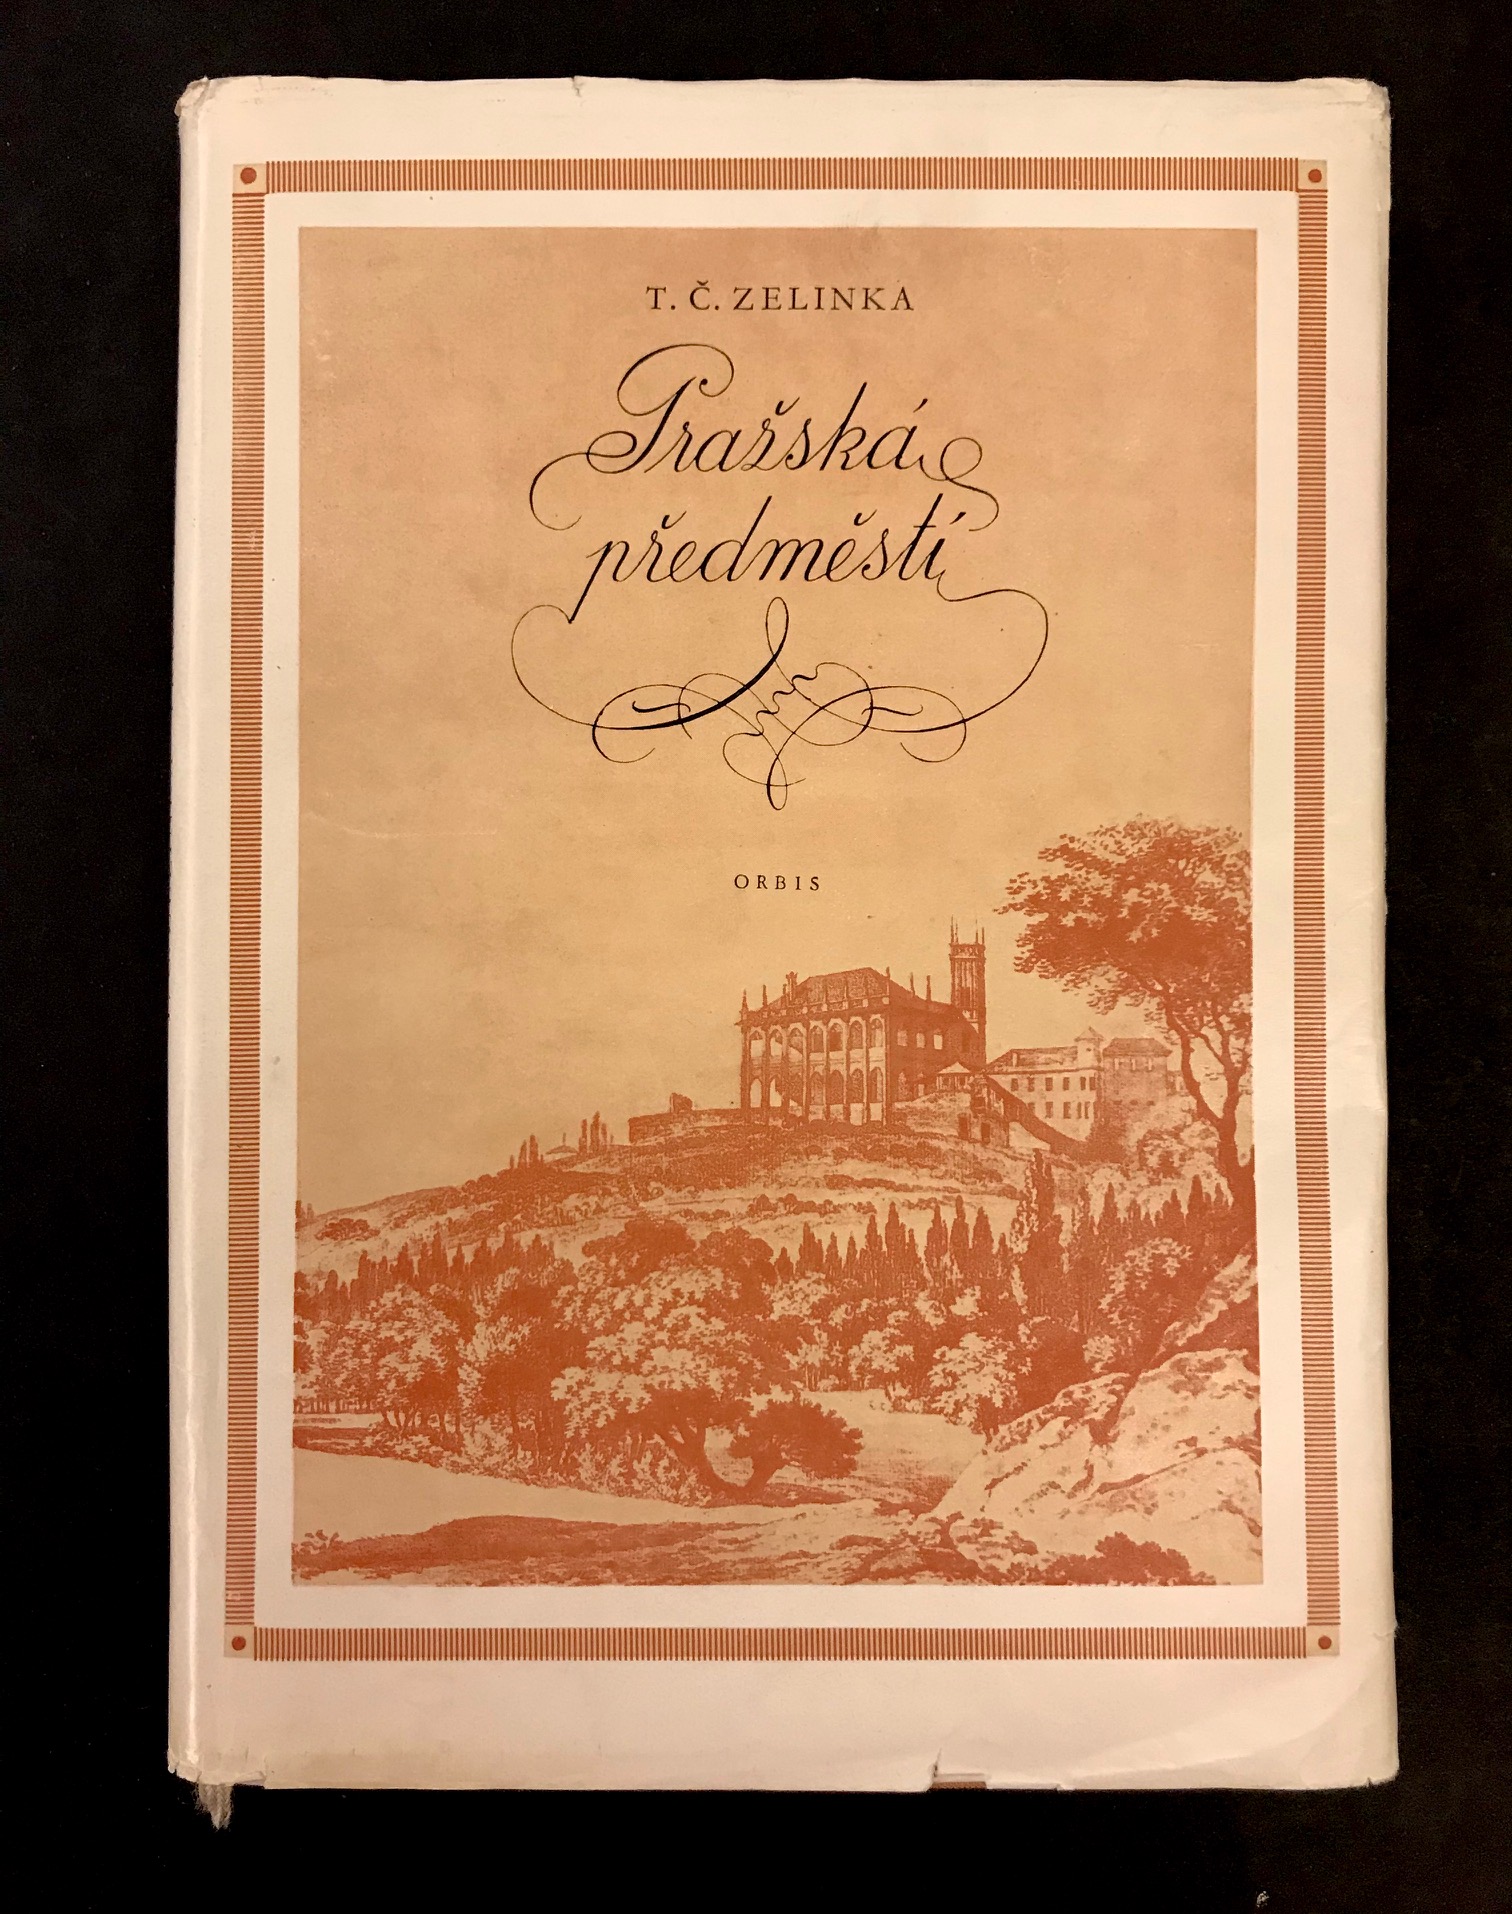 T. Č. ZELINKA
Pražská
předměstí
ORBIS